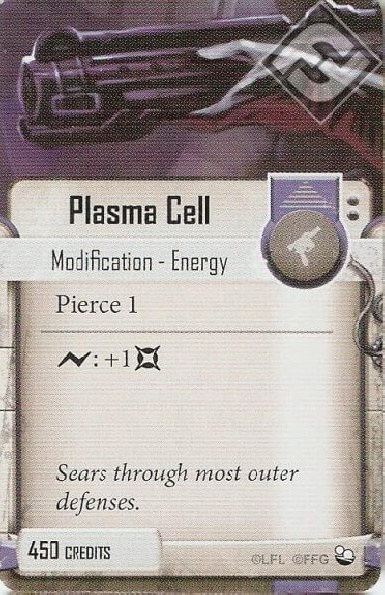 Plasma Cell
Modification - Energy
Pierce 1
: +1
Sears through most outer
defenses.
450 CREDITS
©LFL ©FFG